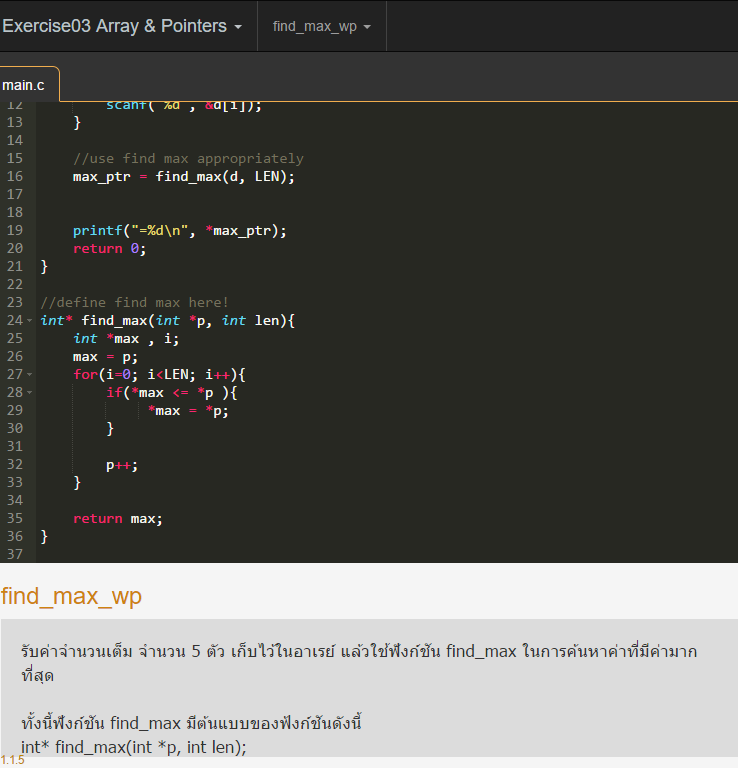 Exercise03 Array & Pointers find_max_wp
main.c
12 scanf("%d", &d[i]);
13 }
14
15 //use find max appropriately
16 max_ptr = find_max(d, LEN);
17
18
19 printf("=%d\n", *max_ptr);
20 return 0;
21 }
22
23 //define find max here!
24 int* find_max(int *p, int len){
25 int *max , i;
26 max = p;
27 for(i=0; i<LEN; i++){
28 if(*max <= *p ){
29 *max = *p;
30 }
31
32 p++;
33 }
34
35 return max;
36 }
37
find_max_wp
รับค่าจำนวนเต็ม จำนวน 5 ตัว เก็บไว้ในอาเรย์ แล้วใช้ฟังก์ชัน find_max ในการค้นหาค่าที่มีค่ามาก
ที่สุด
ทั้งนี้ฟังก์ชัน find_max มีต้นแบบของฟังก์ชันดังนี้
int* find_max(int *p, int len);
1.1.5